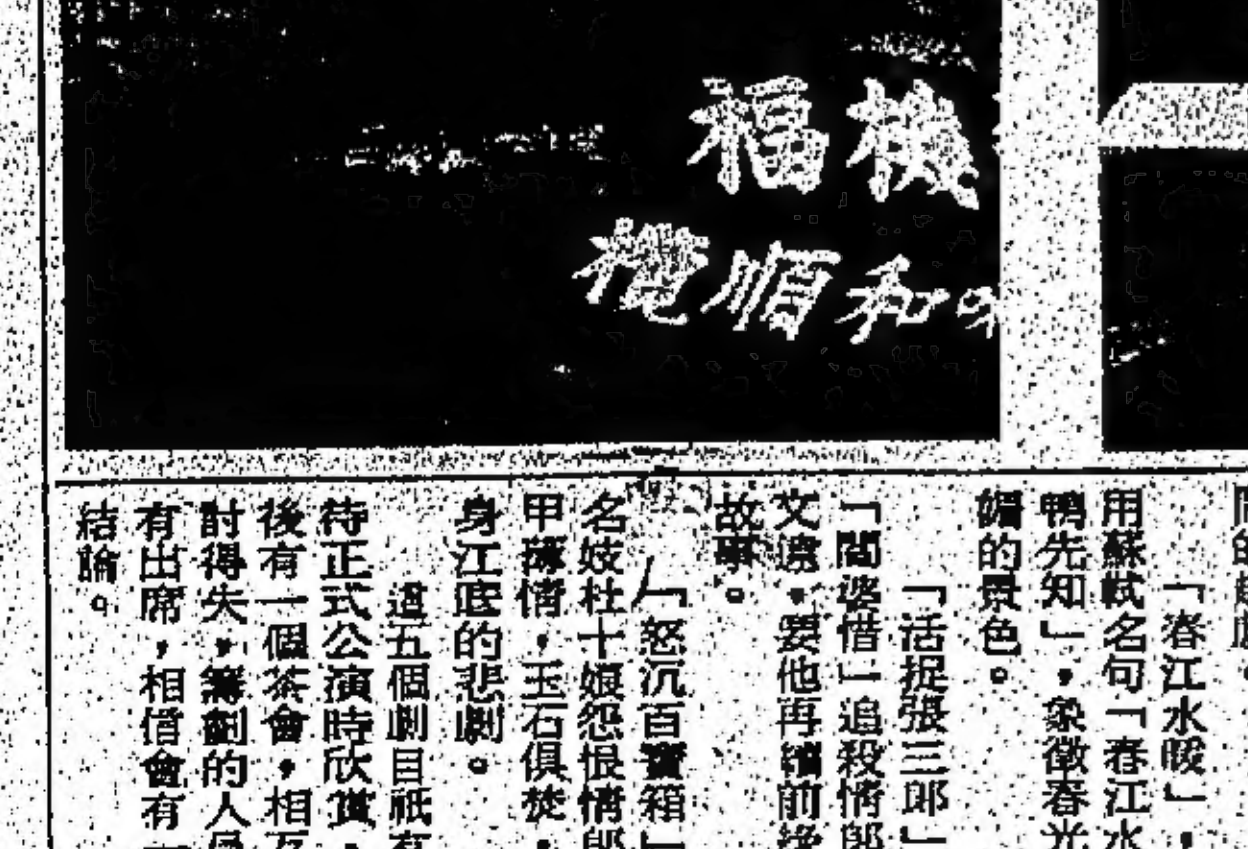 機福
和順欖
「春江水暖」，
用蘇軾名句「春江水
鴨先知」，象徵春光
媚的景色。
「活捉張三郎」
「閻婆惜」追殺情郎
文遠，要他再續前緣
故事。
「怒沉百寶箱」
名妓杜十娘怨恨情郎
甲薄情，玉石俱焚，
身江底的悲劇。
這五個劇目祇有
待正式公演時欣賞，
後有一個茶會，相互
討得失，籌劃的人員
有出席，相信會有
結論。